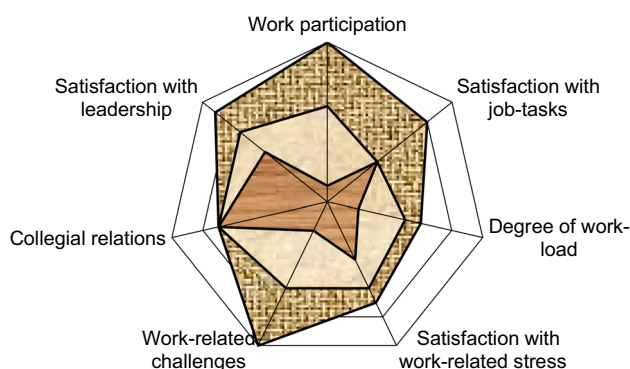 Work participation
Satisfaction with
leadership
Satisfaction with
job-tasks
Collegial relations
Degree of work-
load
Work-related
challenges
Satisfaction with
work-related stress